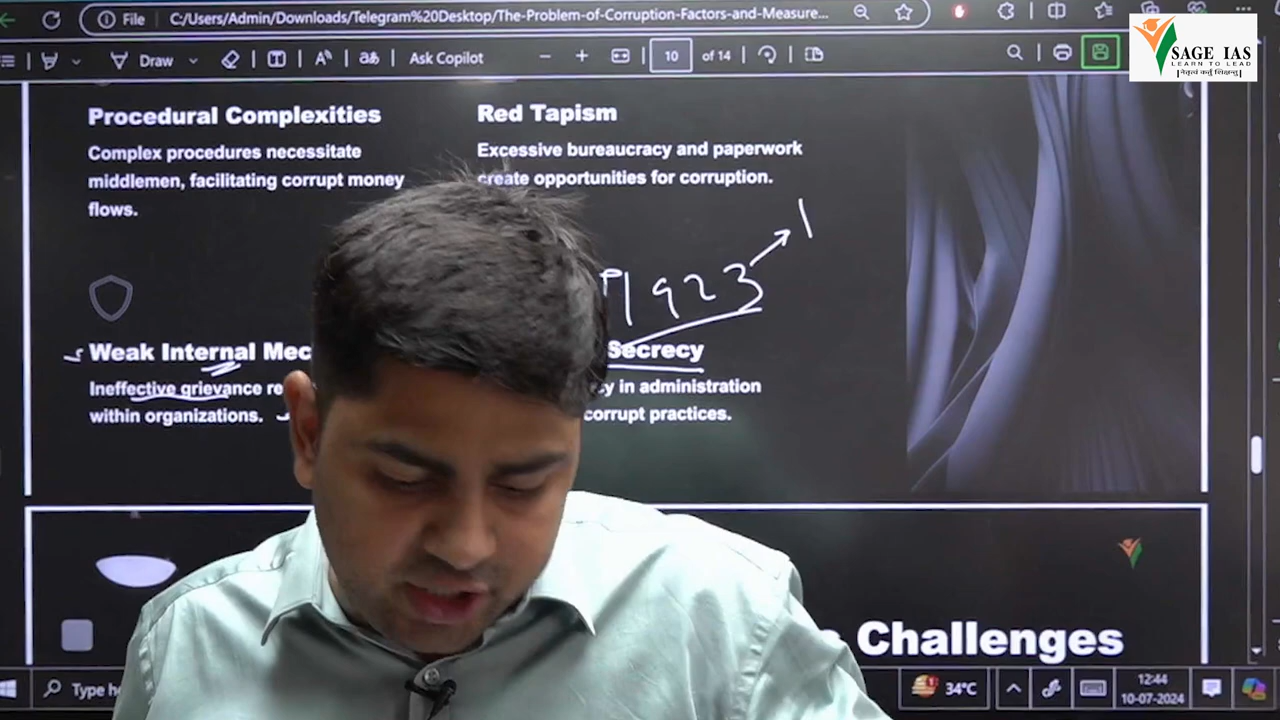 File
C:/Users/Admin/Downloads/Telegram%20Desktop/The-Problem-of-Corruption-Factors-and-Measure...
Draw
Ask Copilot
10
of 14
SAGE IAS
LEARN TO LEAD
Procedural Complexities
Complex procedures necessitate
middlemen, facilitating corrupt money
flows.
Red Tapism
Excessive bureaucracy and paperwork
create opportunities for corruption.
1923
Weak Internal
Ineffective grievance
within organizations.
Secrecy
in administration
corrupt practices.
Challenges
Type
34°C
12:44
10-07-2024